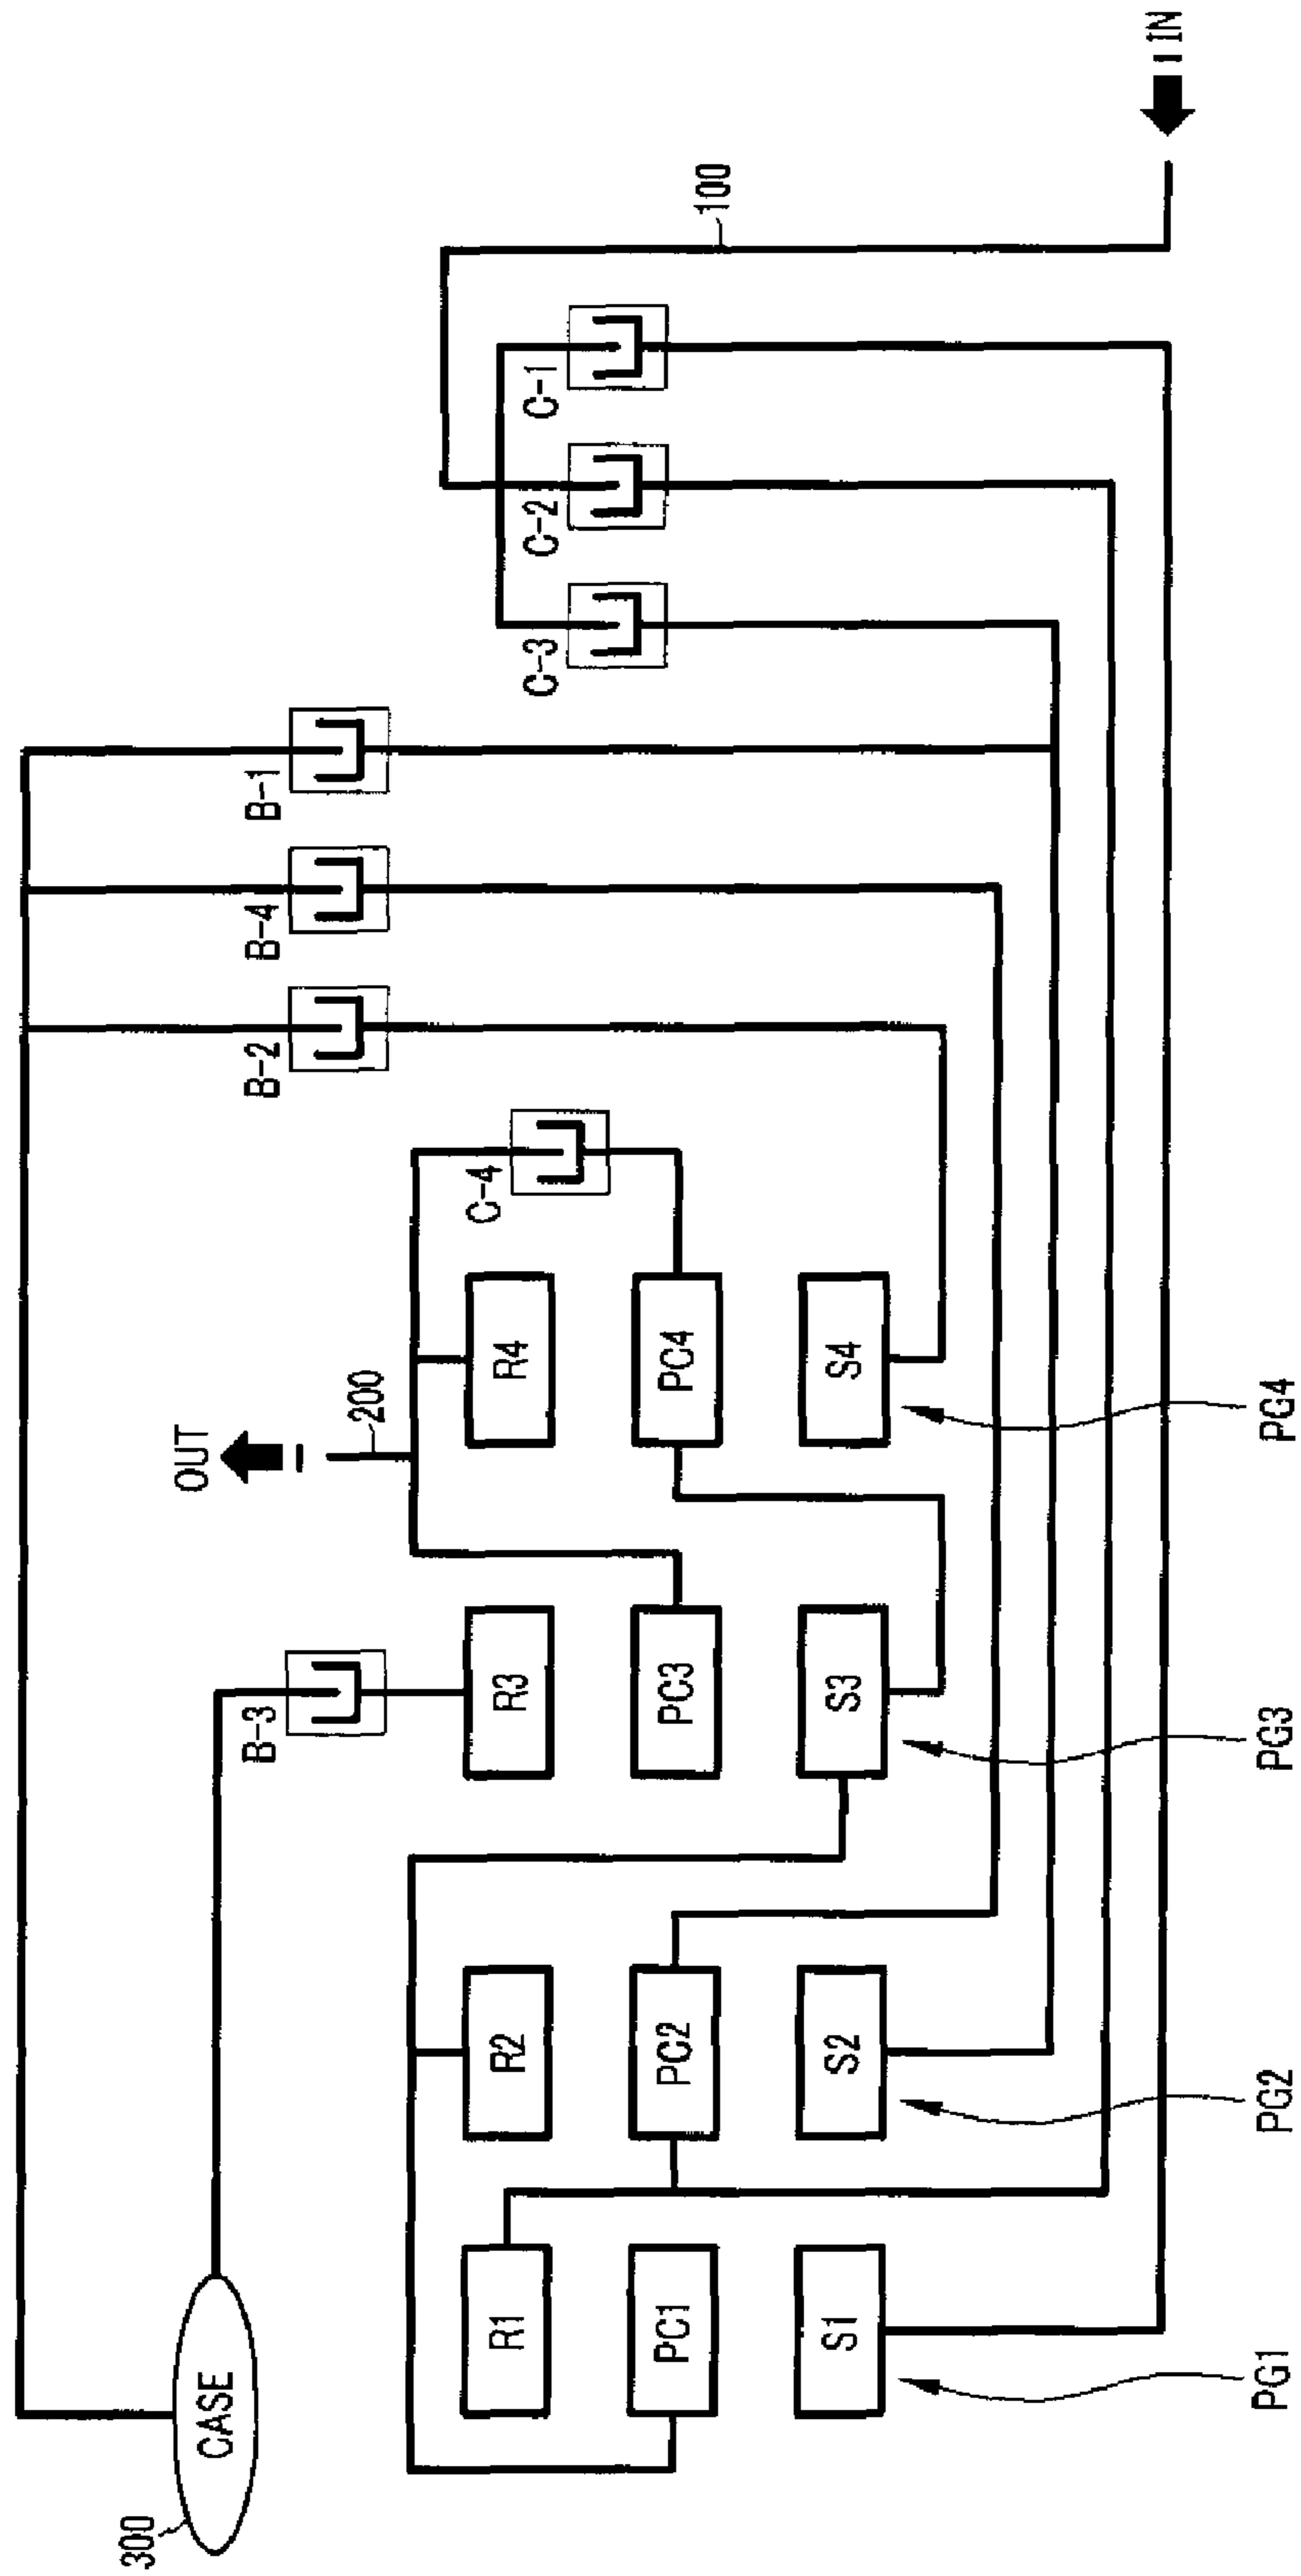 300
CASE
OUT
200
B-3
B-2
B-4
B-1
C-4
C-3
C-2
C-1
100
IN
R1
R2
R3
R4
PC1
PC2
PC3
PC4
S1
S2
S3
S4
PG1
PG2
PG3
PG4